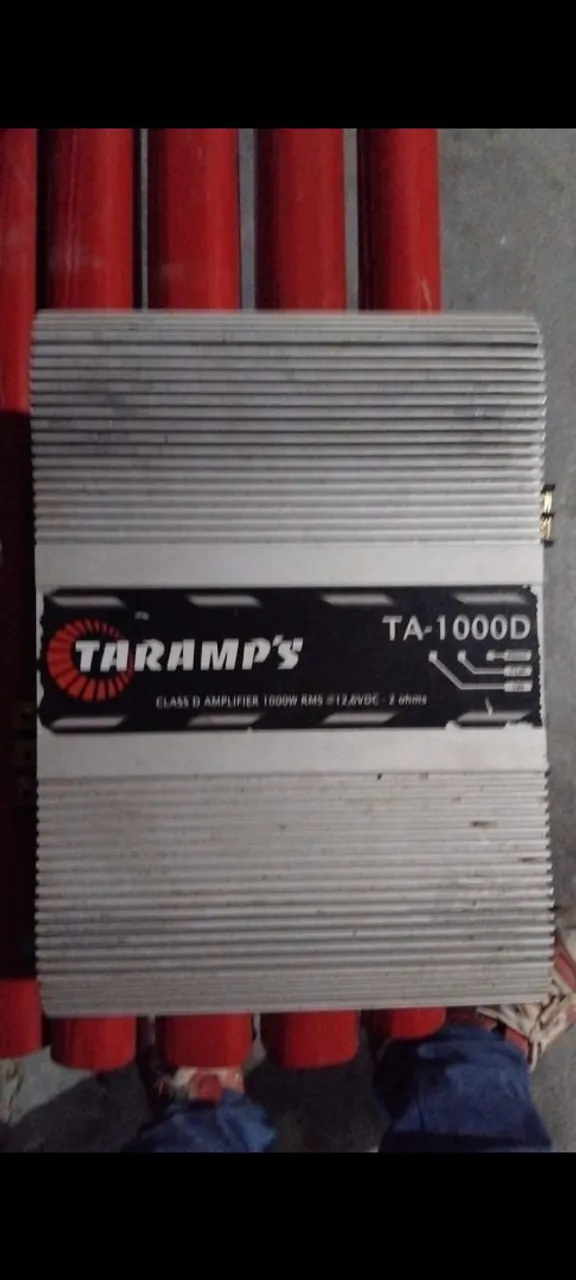 TA-1000D
TARAMP'S
CLASS D AMPLIFIER 1000W RMS @12,6VDC - 2 ohms